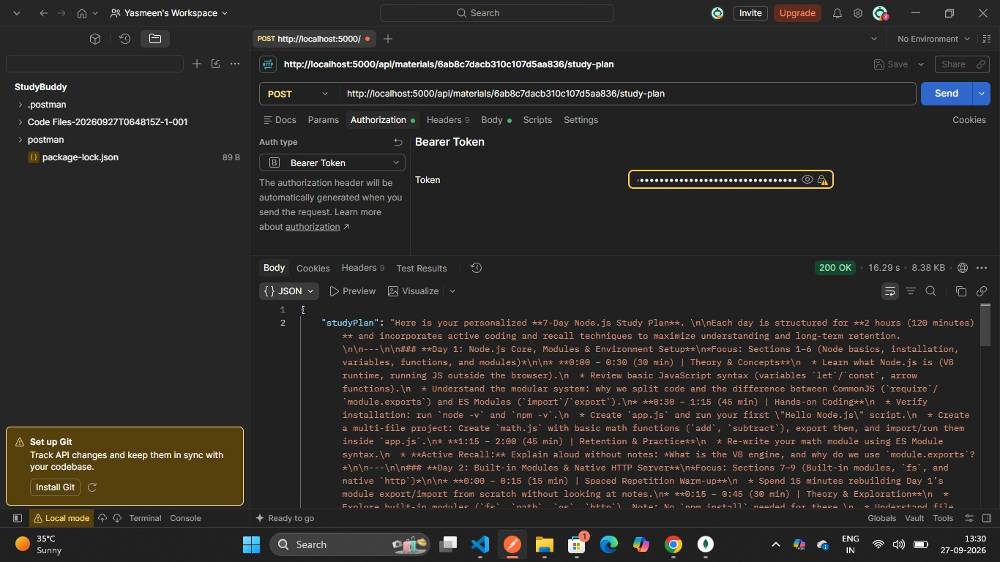 Yasmeen's Workspace
Search
Invite
Upgrade
POST http://localhost:5000/
No Environment
HTTP
http://localhost:5000/api/materials/6ab8c7dacb310c107d5aa836/study-plan
Save
Share
StudyBuddy
.postman
Code Files-20260927T064815Z-1-001
postman
package-lock.json
89 B
POST
http://localhost:5000/api/materials/6ab8c7dacb310c107d5aa836/study-plan
Send
Docs
Params
Authorization
Headers 9
Body
Scripts
Settings
Cookies
Auth type
Bearer Token
B Bearer Token
Token
The authorization header will be
automatically generated when you
send the request. Learn more
about authorization ↗
Body
Cookies
Headers 9
Test Results
200 OK
16.29 s
8.38 KB
{} JSON
Preview
Visualize
1 {
2 "studyPlan": "Here is your personalized **7-Day Node.js Study Plan**. \n\nEach day is structured for **2 hours (120 minutes)
** and incorporates active coding and recall techniques to maximize understanding and long-term retention.
\n\n---\n\n### **Day 1: Node.js Core, Modules & Environment Setup**\n*Focus: Sections 1–6 (Node basics, installation,
variables, functions, and modules)*\n\n* **0:00 – 0:30 (30 min) | Theory & Concepts**\n  * Learn what Node.js is (V8
runtime, running JS outside the browser).\n  * Review basic JavaScript syntax (variables `let`/`const`, arrow
functions).\n  * Understand the modular system: why we split code and the difference between CommonJS (`require`/
`module.exports`) and ES Modules (`import`/`export`).\n* **0:30 – 1:15 (45 min) | Hands-on Coding**\n  * Verify
installation: run `node -v` and `npm -v`.\n  * Create `app.js` and run your first \"Hello Node.js\" script.\n  * Create
a multi-file project: Create `math.js` with basic math functions (`add`, `subtract`), export them, and import/run them
inside `app.js`.\n* **1:15 – 2:00 (45 min) | Retention & Practice**\n  * Re-write your math module using ES Module
syntax.\n  * **Active Recall:** Explain aloud without notes: *What is the V8 engine, and why do we use `module.exports`?
*\n\n---\n\n### **Day 2: Built-in Modules & Native HTTP Server**\n*Focus: Sections 7–9 (Built-in modules, `fs`, and
native `http`)*\n\n* **0:00 – 0:15 (15 min) | Spaced Repetition Warm-up**\n  * Spend 15 minutes rebuilding Day 1’s
module export/import from scratch without looking at notes.\n* **0:15 – 0:45 (30 min) | Theory & Exploration**\n  *
Explore built-in modules (`fs`, `path`, `os`, `http`). Note: No `npm install` needed for these.\n  * Understand file
Set up Git
Track API changes and keep them in sync with
your codebase.
Install Git
Local mode
Terminal
Console
Ready to go
Globals
Vault
Tools
35°C
Sunny
Search
1
ENG
IN
13:30
27-09-2026